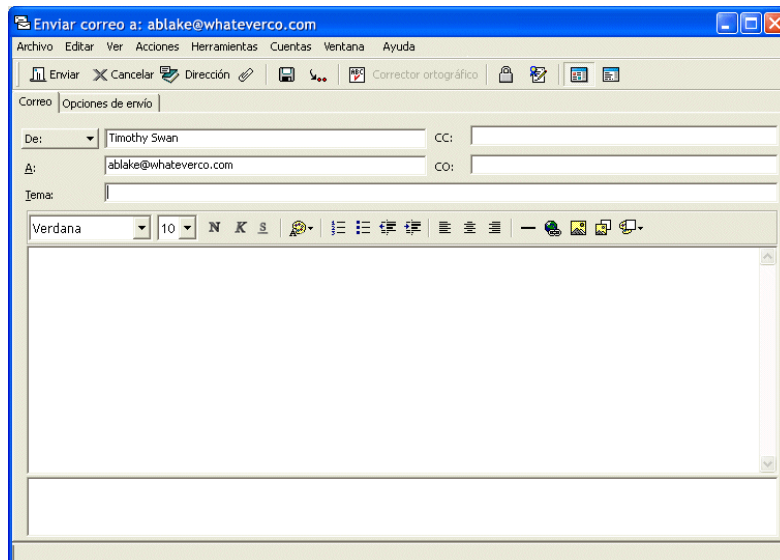 Enviar correo a: ablake@whateverco.com
Archivo Editar Ver Acciones Herramientas Cuentas Ventana Ayuda
Enviar Cancelar Dirección ABC Corrector ortográfico
Correo Opciones de envío
De: Timothy Swan CC:
A: ablake@whateverco.com CO:
Tema:
Verdana 10 N K S